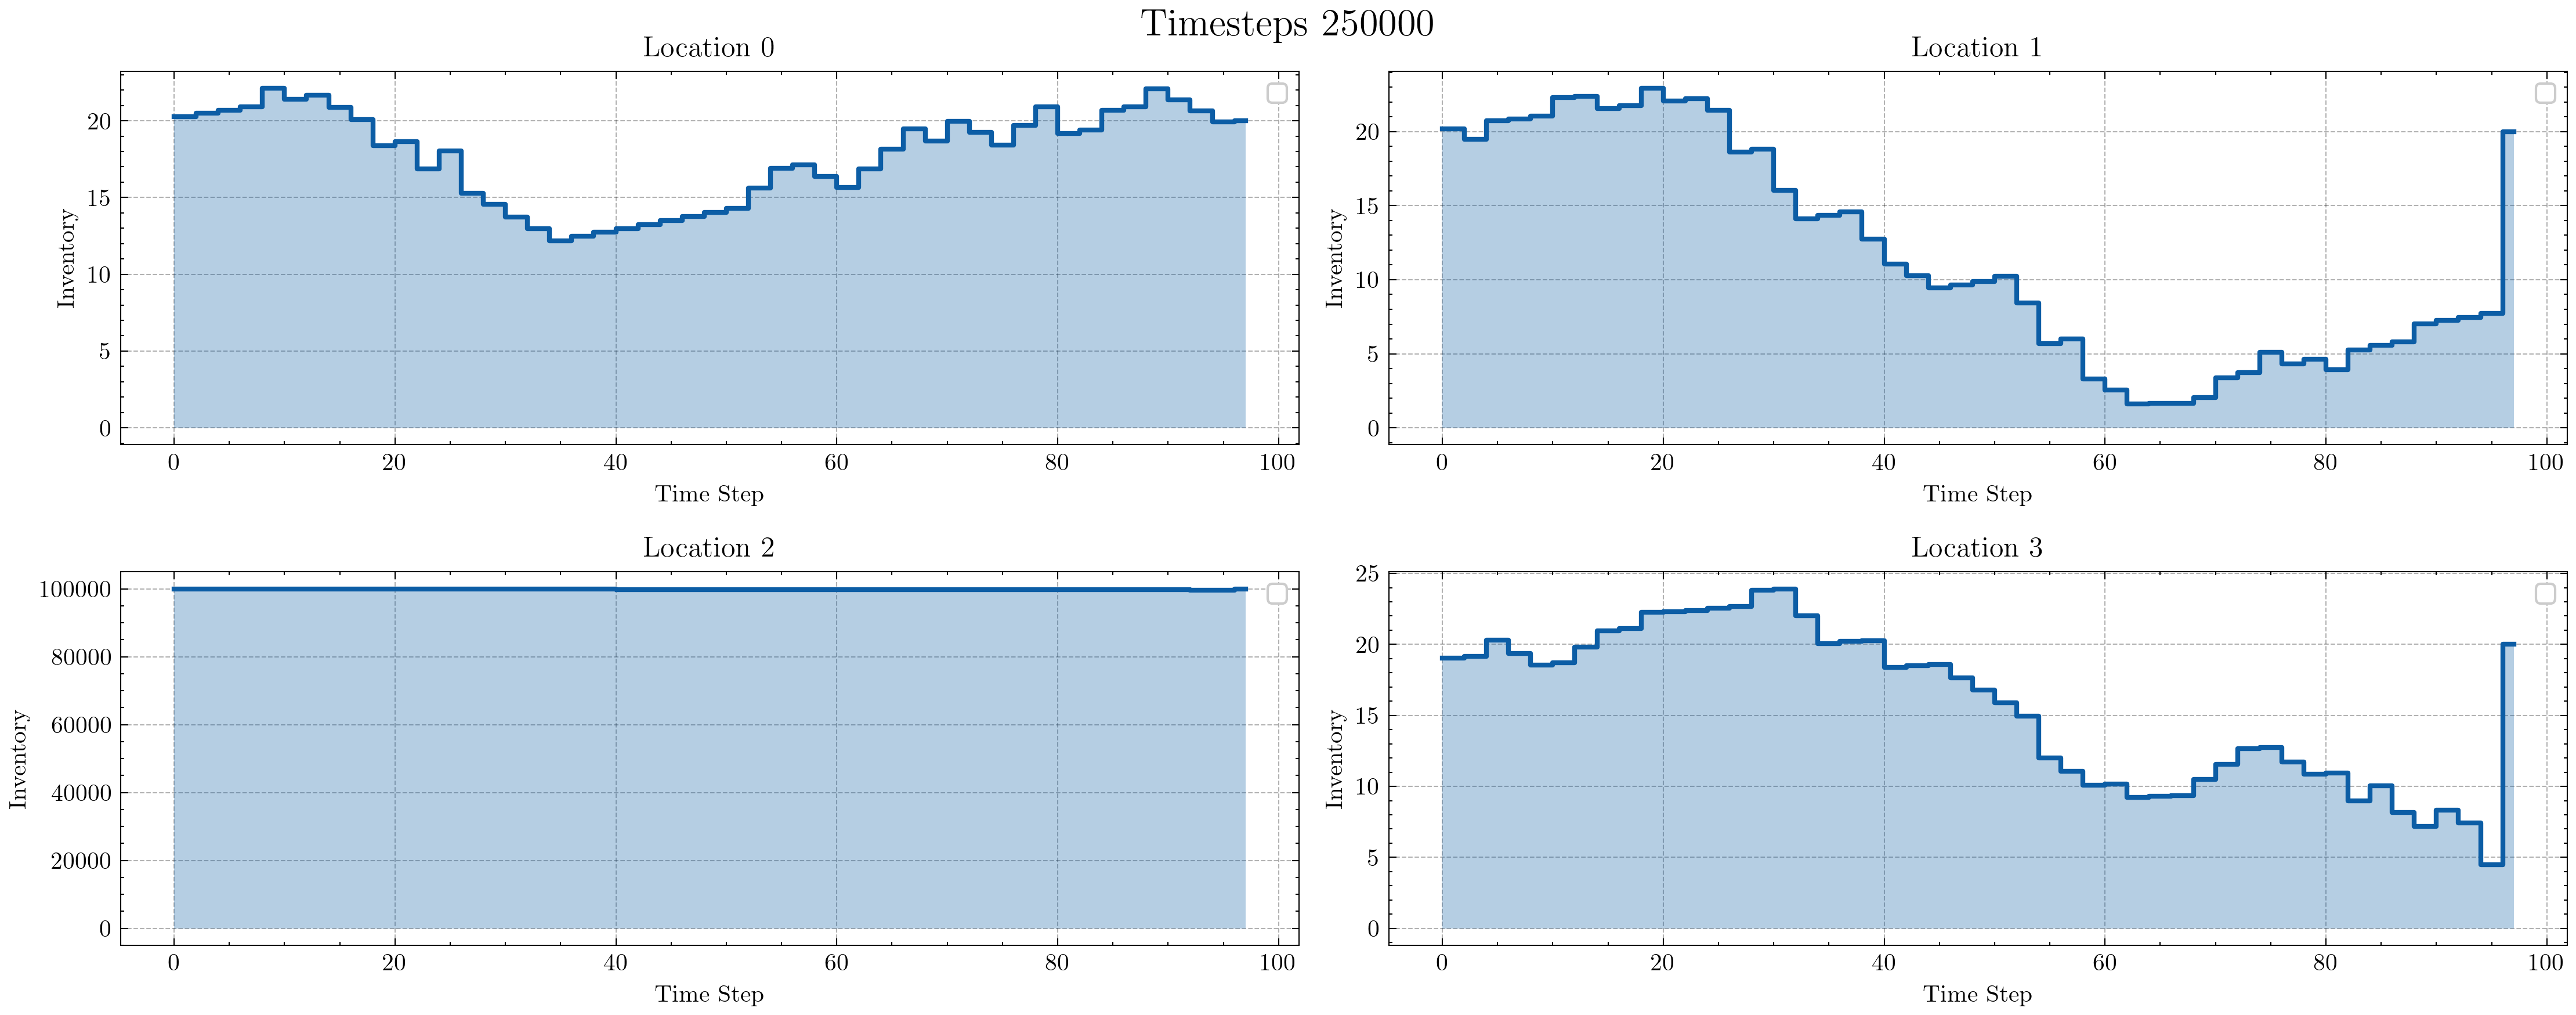 Timesteps 250000
Location 0
Inventory
20
15
10
5
0
0 20 40 60 80 100
Time Step
Location 1
Inventory
20
15
10
5
0
0 20 40 60 80 100
Time Step
Location 2
Inventory
100000
80000
60000
40000
20000
0
0 20 40 60 80 100
Time Step
Location 3
Inventory
25
20
15
10
5
0
0 20 40 60 80 100
Time Step